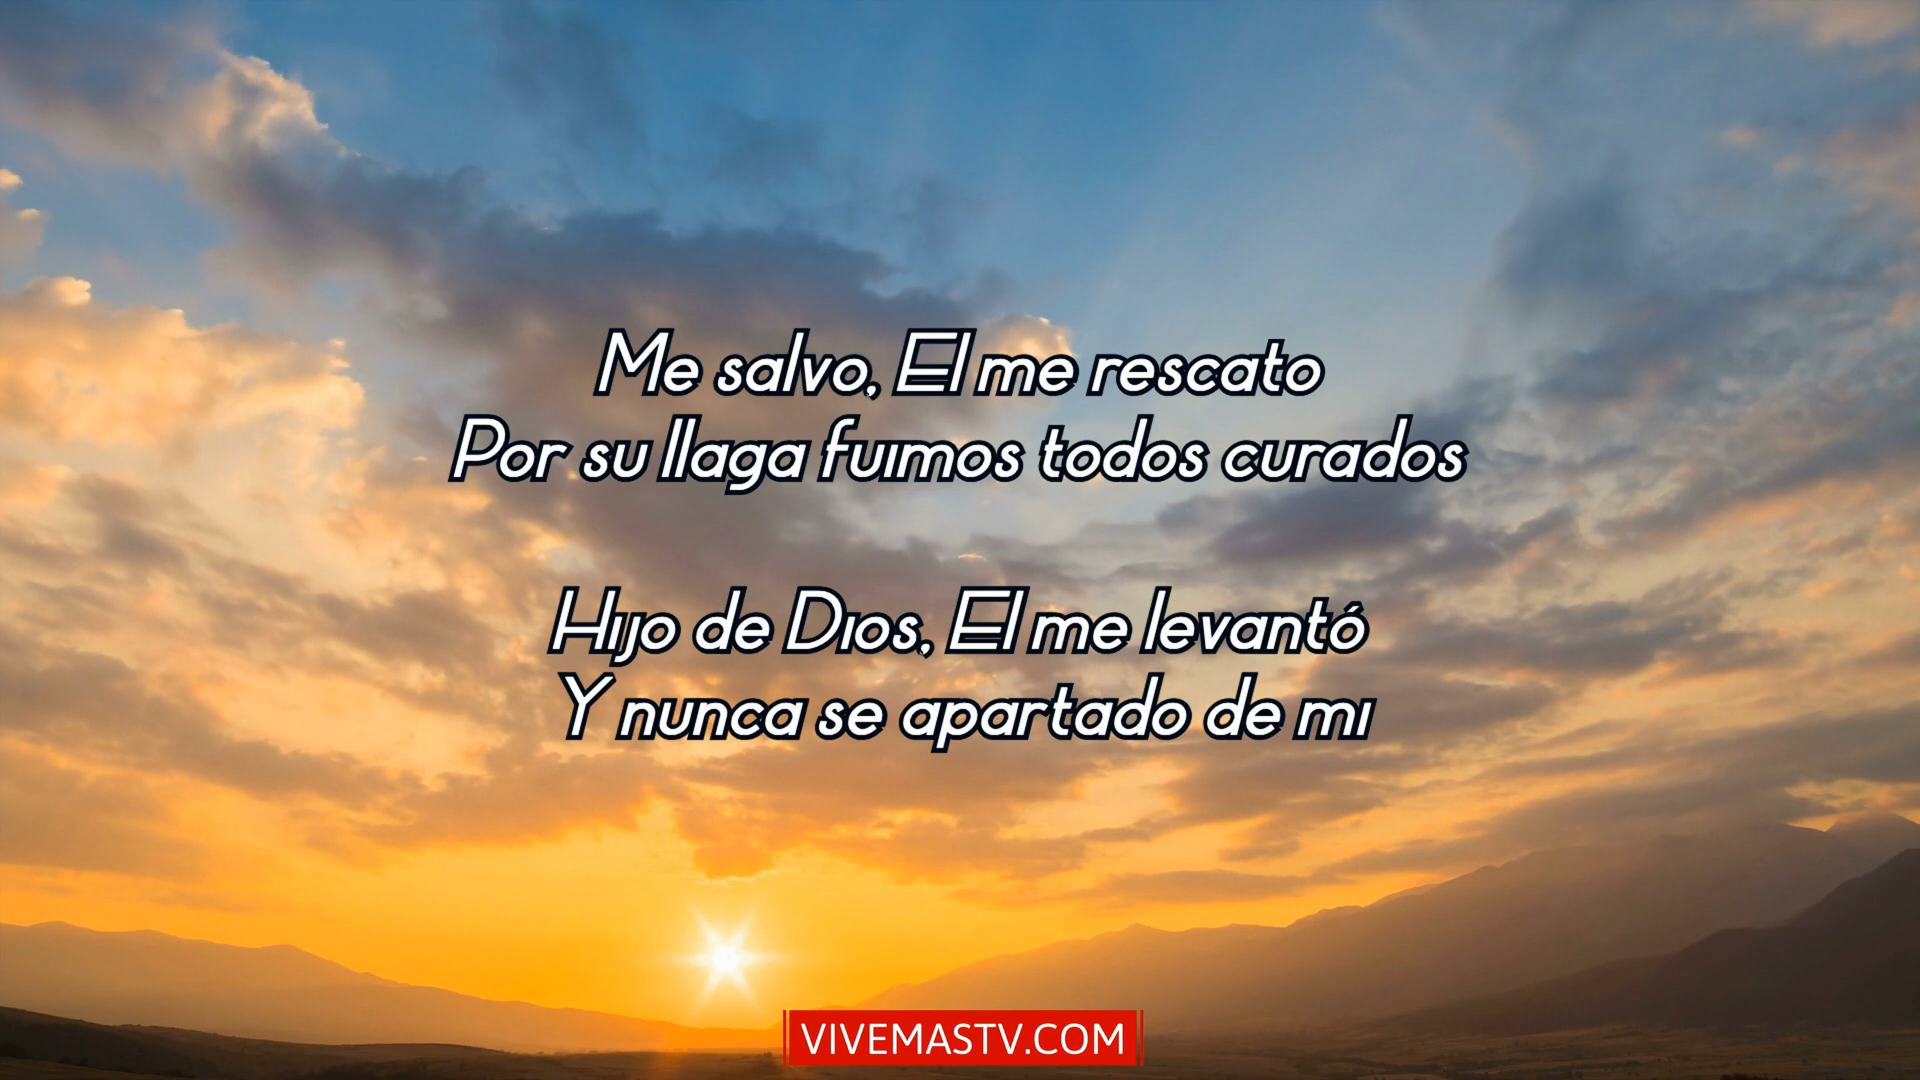 Me salvo, El me rescato
Por su llaga fuimos todos curados
Hijo de Dios, El me levantó
Y nunca se apartado de mi
VIVEMASTV.COM